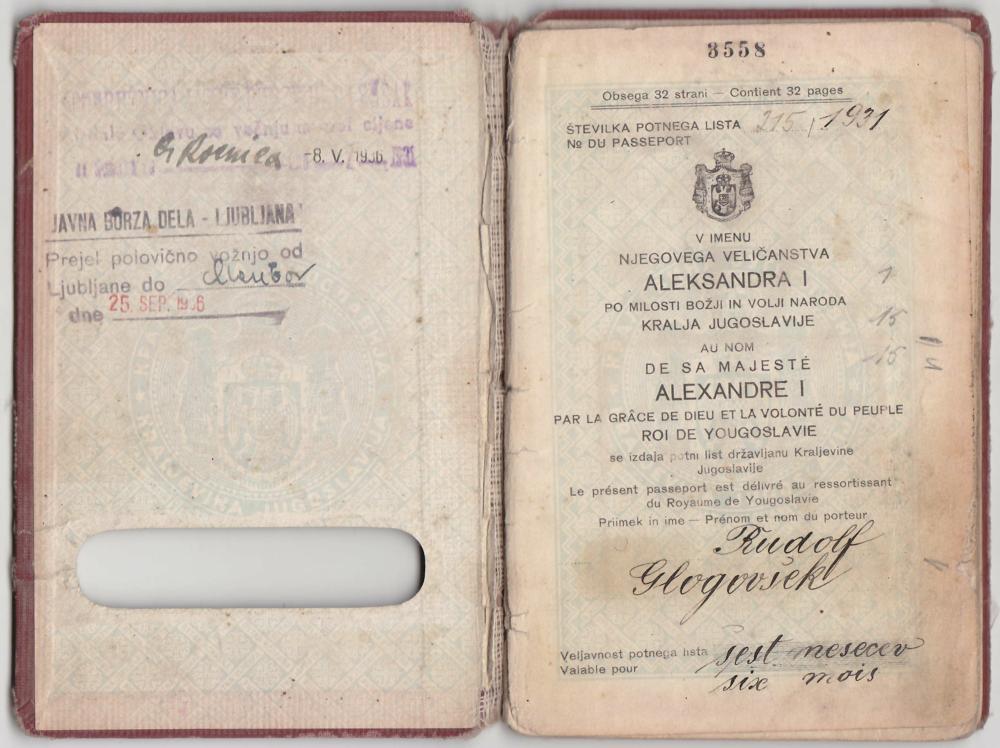 8. V. 1936
JAVNA BORZA DELA - LJUBLJANA
Prejel polovično vožnjo od
Ljubljane do Maribor
dne 25. SEP. 1936
3558
Obsega 32 strani — Contient 32 pages
ŠTEVILKA POTNEGA LISTA 215/1931
No DU PASSEPORT
V IMENU
NJEGOVEGA VELIČANSTVA
ALEKSANDRA I
PO MILOSTI BOŽJI IN VOLJI NARODA
KRALJA JUGOSLAVIJE
AU NOM
DE SA MAJESTÉ
ALEXANDRE I
PAR LA GRÂCE DE DIEU ET LA VOLONTÉ DU PEUPLE
ROI DE YOUGOSLAVIE
se izdaja potni list državljanu Kraljevine
Jugoslavije
Le présent passeport est délivré au ressortissant
du Royaume de Yougoslavie
Priimek in ime — Prénom et nom du porteur
Rudolf
Glogovšek
Veljavnost potnega lista šest mesecev
Valable pour six mois
1
15
15